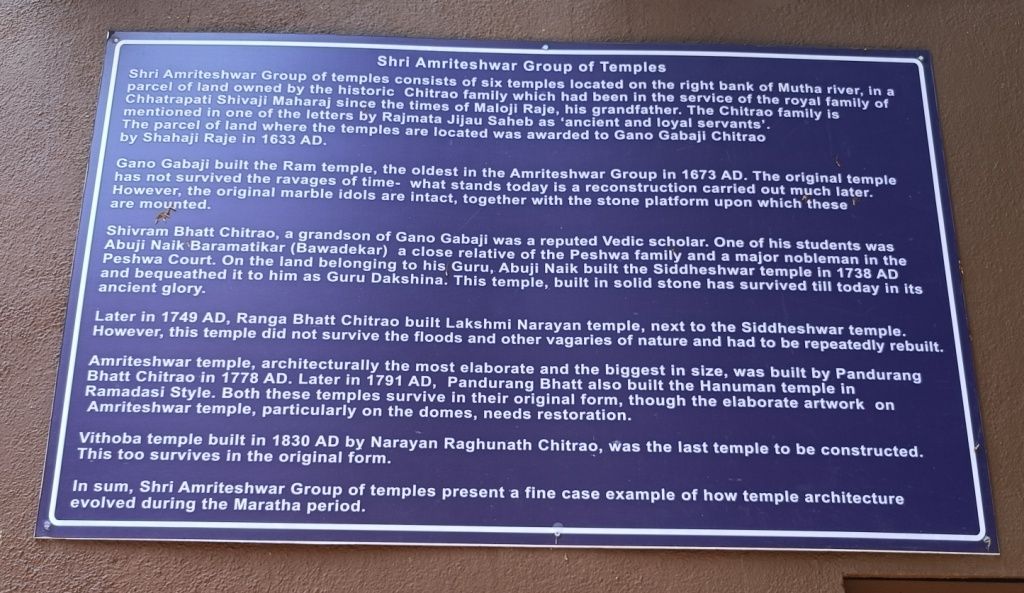 Shri Amriteshwar Group of Temples
Shri Amriteshwar Group of temples consists of six temples located on the right bank of Mutha river, in a
parcel of land owned by the historic Chitrao family which had been in the service of the royal family of
Chhatrapati Shivaji Maharaj since the times of Maloji Raje, his grandfather. The Chitrao family is
mentioned in one of the letters by Rajmata Jijau Saheb as ‘ancient and loyal servants’.
The parcel of land where the temples are located was awarded to Gano Gabaji Chitrao
by Shahaji Raje in 1633 AD.
Gano Gabaji built the Ram temple, the oldest in the Amriteshwar Group in 1673 AD. The original temple
has not survived the ravages of time- what stands today is a reconstruction carried out much later.
However, the original marble idols are intact, together with the stone platform upon which these
are mounted.
Shivram Bhatt Chitrao, a grandson of Gano Gabaji was a reputed Vedic scholar. One of his students was
Abuji Naik Baramatikar (Bawadekar) a close relative of the Peshwa family and a major nobleman in the
Peshwa Court. On the land belonging to his Guru, Abuji Naik built the Siddheshwar temple in 1738 AD
and bequeathed it to him as Guru Dakshina. This temple, built in solid stone has survived till today in its
ancient glory.
Later in 1749 AD, Ranga Bhatt Chitrao built Lakshmi Narayan temple, next to the Siddheshwar temple.
However, this temple did not survive the floods and other vagaries of nature and had to be repeatedly rebuilt.
Amriteshwar temple, architecturally the most elaborate and the biggest in size, was built by Pandurang
Bhatt Chitrao in 1778 AD. Later in 1791 AD, Pandurang Bhatt also built the Hanuman temple in
Ramadasi Style. Both these temples survive in their original form, though the elaborate artwork on
Amriteshwar temple, particularly on the domes, needs restoration.
Vithoba temple built in 1830 AD by Narayan Raghunath Chitrao, was the last temple to be constructed.
This too survives in the original form.
In sum, Shri Amriteshwar Group of temples present a fine case example of how temple architecture
evolved during the Maratha period.